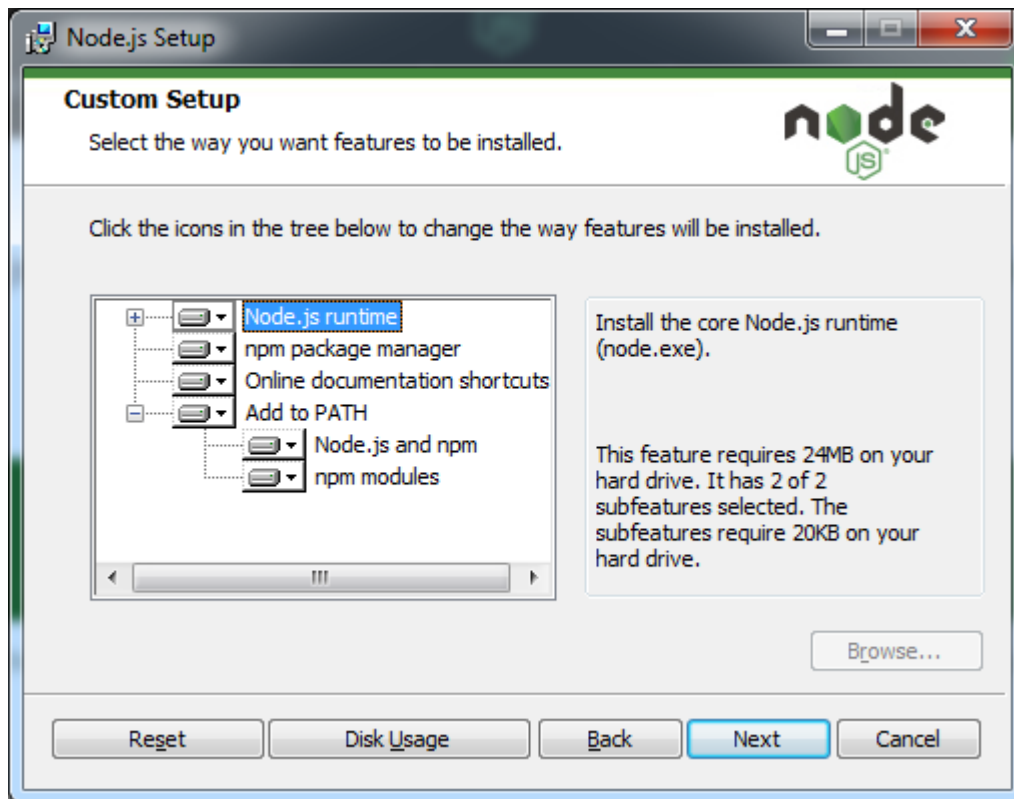 Node.js Setup
Custom Setup
Select the way you want features to be installed.
node
JS
Click the icons in the tree below to change the way features will be installed.
Node.js runtime
npm package manager
Online documentation shortcuts
Add to PATH
Node.js and npm
npm modules
Install the core Node.js runtime
(node.exe).
This feature requires 24MB on your
hard drive. It has 2 of 2
subfeatures selected. The
subfeatures require 20KB on your
hard drive.
Browse...
Reset
Disk Usage
Back
Next
Cancel